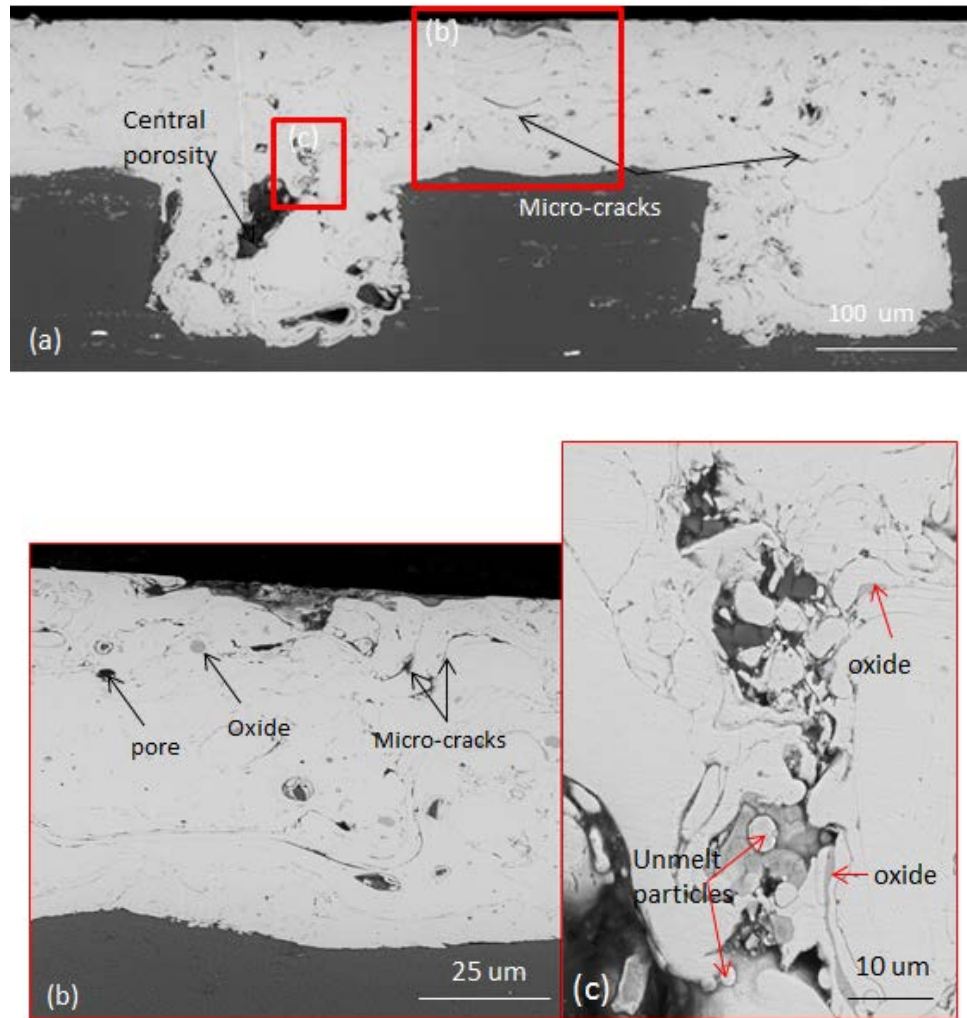 (b)
Central
porosity
(c)
Micro-cracks
100 um
(a)
oxide
pore
Oxide
Micro-cracks
Unmelt
particles
oxide
25 um
(b)
10 um
(c)